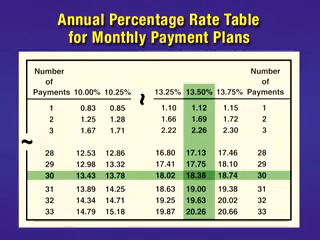 Annual Percentage Rate Table
for Monthly Payment Plans
Number Number
of of
Payments 10.00% 10.25% ~ 13.25% 13.50% 13.75% Payments
1 0.83 0.85 1.10 1.12 1.15 1
2 1.25 1.28 1.66 1.69 1.72 2
3 1.67 1.71 2.22 2.26 2.30 3
~
28 12.53 12.86 16.80 17.13 17.46 28
29 12.98 13.32 17.41 17.75 18.10 29
30 13.43 13.78 18.02 18.38 18.74 30
31 13.89 14.25 18.63 19.00 19.38 31
32 14.34 14.71 19.25 19.63 20.02 32
33 14.79 15.18 19.87 20.26 20.66 33